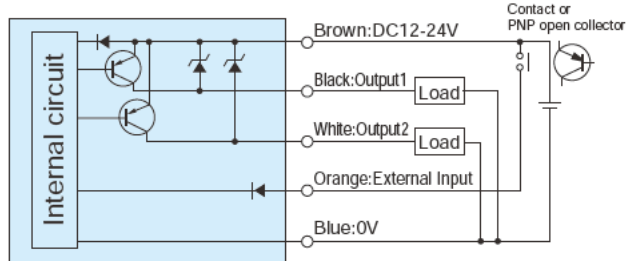 Contact or
PNP open collector
Brown:DC12-24V
Black:Output1
Load
White:Output2
Load
Orange:External Input
Blue:0V
Internal circuit